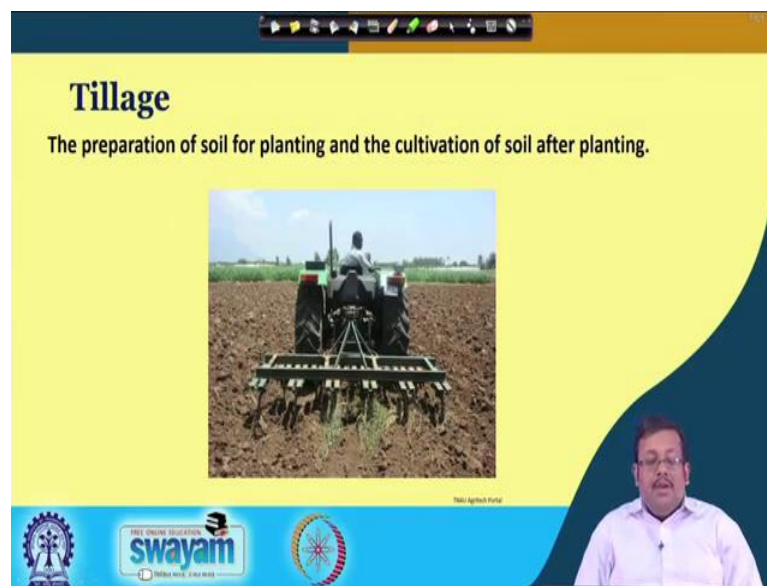 Tillage
The preparation of soil for planting and the cultivation of soil after planting.
TNAU Agritech Portal
FREE ONLINE EDUCATION
swayam